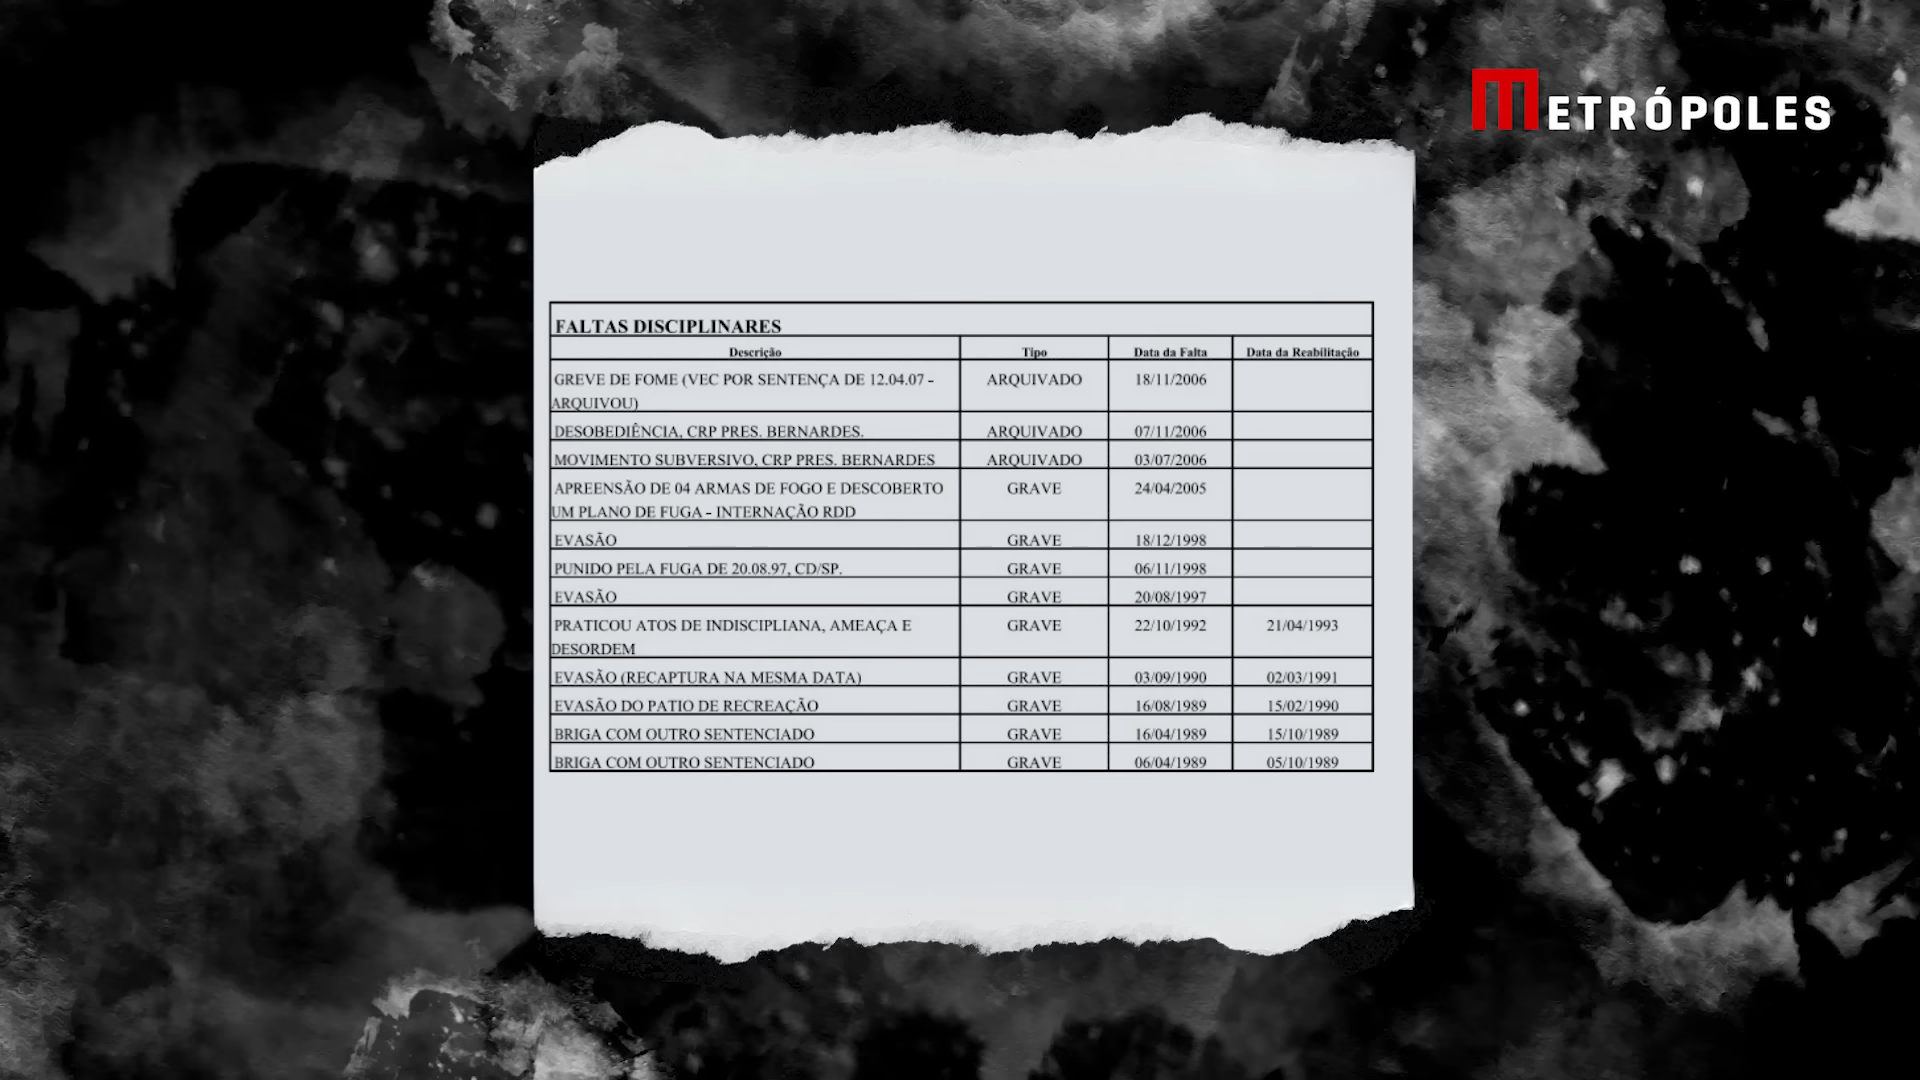 METRÓPOLES
FALTAS DISCIPLINARES
Descrição Tipo Data da Falta Data da Reabilitação
GREVE DE FOME (VEC POR SENTENÇA DE 12.04.07 - ARQUIVADO 18/11/2006
ARQUIVOU)
DESOBEDIÊNCIA, CRP PRES. BERNARDES. ARQUIVADO 07/11/2006
MOVIMENTO SUBVERSIVO, CRP PRES. BERNARDES ARQUIVADO 03/07/2006
APREENSÃO DE 04 ARMAS DE FOGO E DESCOBERTO GRAVE 24/04/2005
UM PLANO DE FUGA - INTERNAÇÃO RDD
EVASÃO GRAVE 18/12/1998
PUNIDO PELA FUGA DE 20.08.97, CD/SP. GRAVE 06/11/1998
EVASÃO GRAVE 20/08/1997
PRATICOU ATOS DE INDISCIPLIANA, AMEAÇA E GRAVE 22/10/1992 21/04/1993
DESORDEM
EVASÃO (RECAPTURA NA MESMA DATA) GRAVE 03/09/1990 02/03/1991
EVASÃO DO PATIO DE RECREAÇÃO GRAVE 16/08/1989 15/02/1990
BRIGA COM OUTRO SENTENCIADO GRAVE 16/04/1989 15/10/1989
BRIGA COM OUTRO SENTENCIADO GRAVE 06/04/1989 05/10/1989